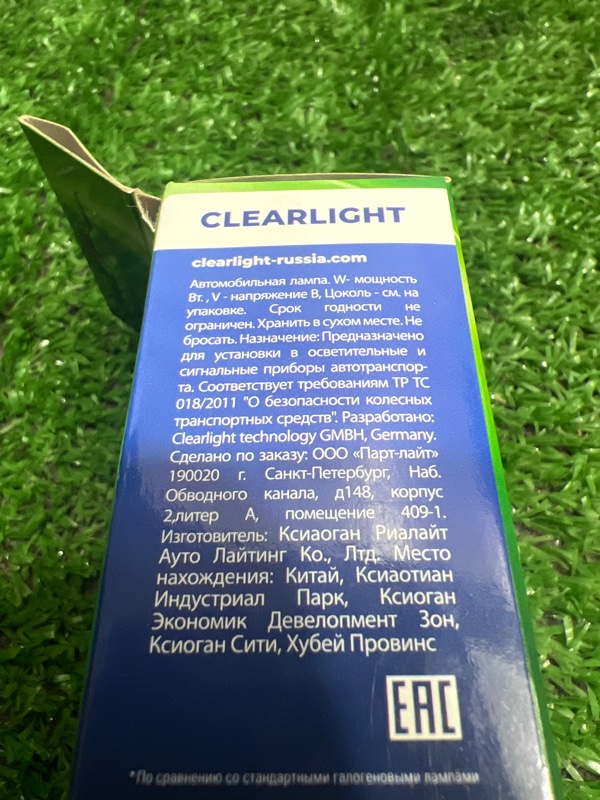 CLEARLIGHT
clearlight-russia.com
Автомобильная лампа. W- мощность
Вт. , V - напряжение В, Цоколь - см. на
упаковке. Срок годности не
ограничен. Хранить в сухом месте. Не
бросать. Назначение: Предназначено
для установки в осветительные и
сигнальные приборы автотранспор-
та. Соответствует требованиям ТР ТС
018/2011 "О безопасности колесных
транспортных средств". Разработано:
Clearlight technology GMBH, Germany.
Сделано по заказу: ООО «Парт-лайт»
190020 г. Санкт-Петербург, Наб.
Обводного канала, д148, корпус
2,литер А, помещение 409-1.
Изготовитель: Ксиаоган Риалайт
Ауто Лайтинг Ко., Лтд. Место
нахождения: Китай, Ксиаотиан
Индустриал Парк, Ксиоган
Экономик Девелопмент Зон,
Ксиоган Сити, Хубей Провинс
EAC
*По сравнению со стандартными галогеновыми лампами